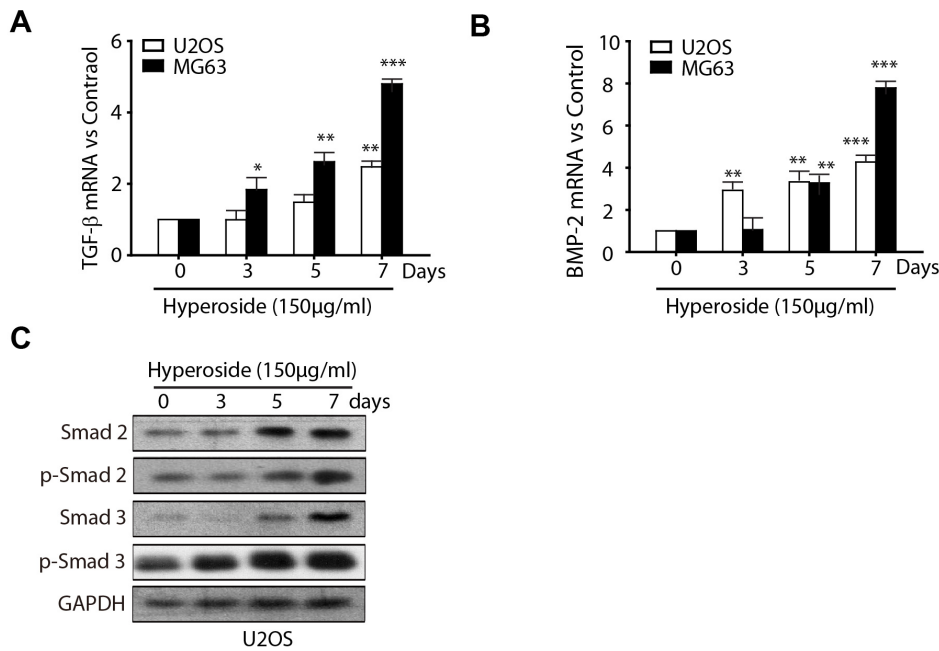 A
TGF-β mRNA vs Contraol
6
4
2
0
U2OS
MG63
*
**
**
***
0 3 5 7 Days
Hyperoside (150μg/ml)
B
BMP-2 mRNA vs Control
10
8
6
4
2
0
U2OS
MG63
**
**
**
***
***
0 3 5 7 Days
Hyperoside (150μg/ml)
C
Hyperoside (150μg/ml)
0 3 5 7 days
Smad 2
p-Smad 2
Smad 3
p-Smad 3
GAPDH
U2OS